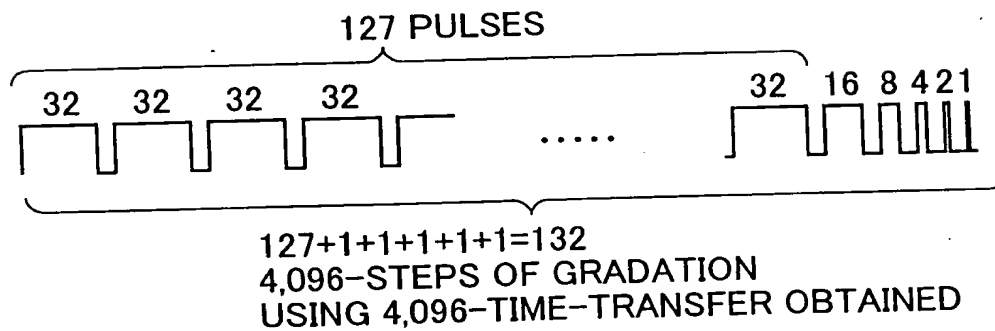 127 PULSES
32 32 32 32 ..... 32 16 8 4 2 1
127+1+1+1+1+1=132
4,096-STEPS OF GRADATION
USING 4,096-TIME-TRANSFER OBTAINED